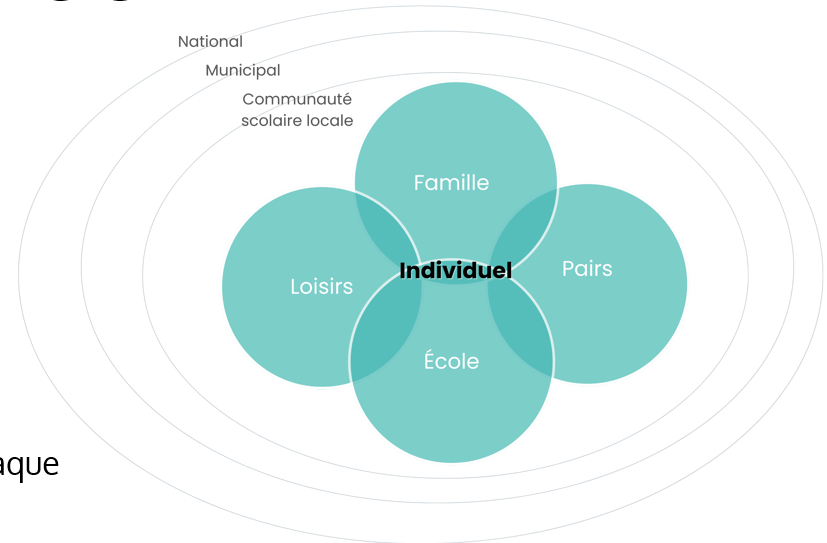 National
Municipal
Communauté
scolaire locale
Famille
Individuel
Pairs
Loisirs
École
aque